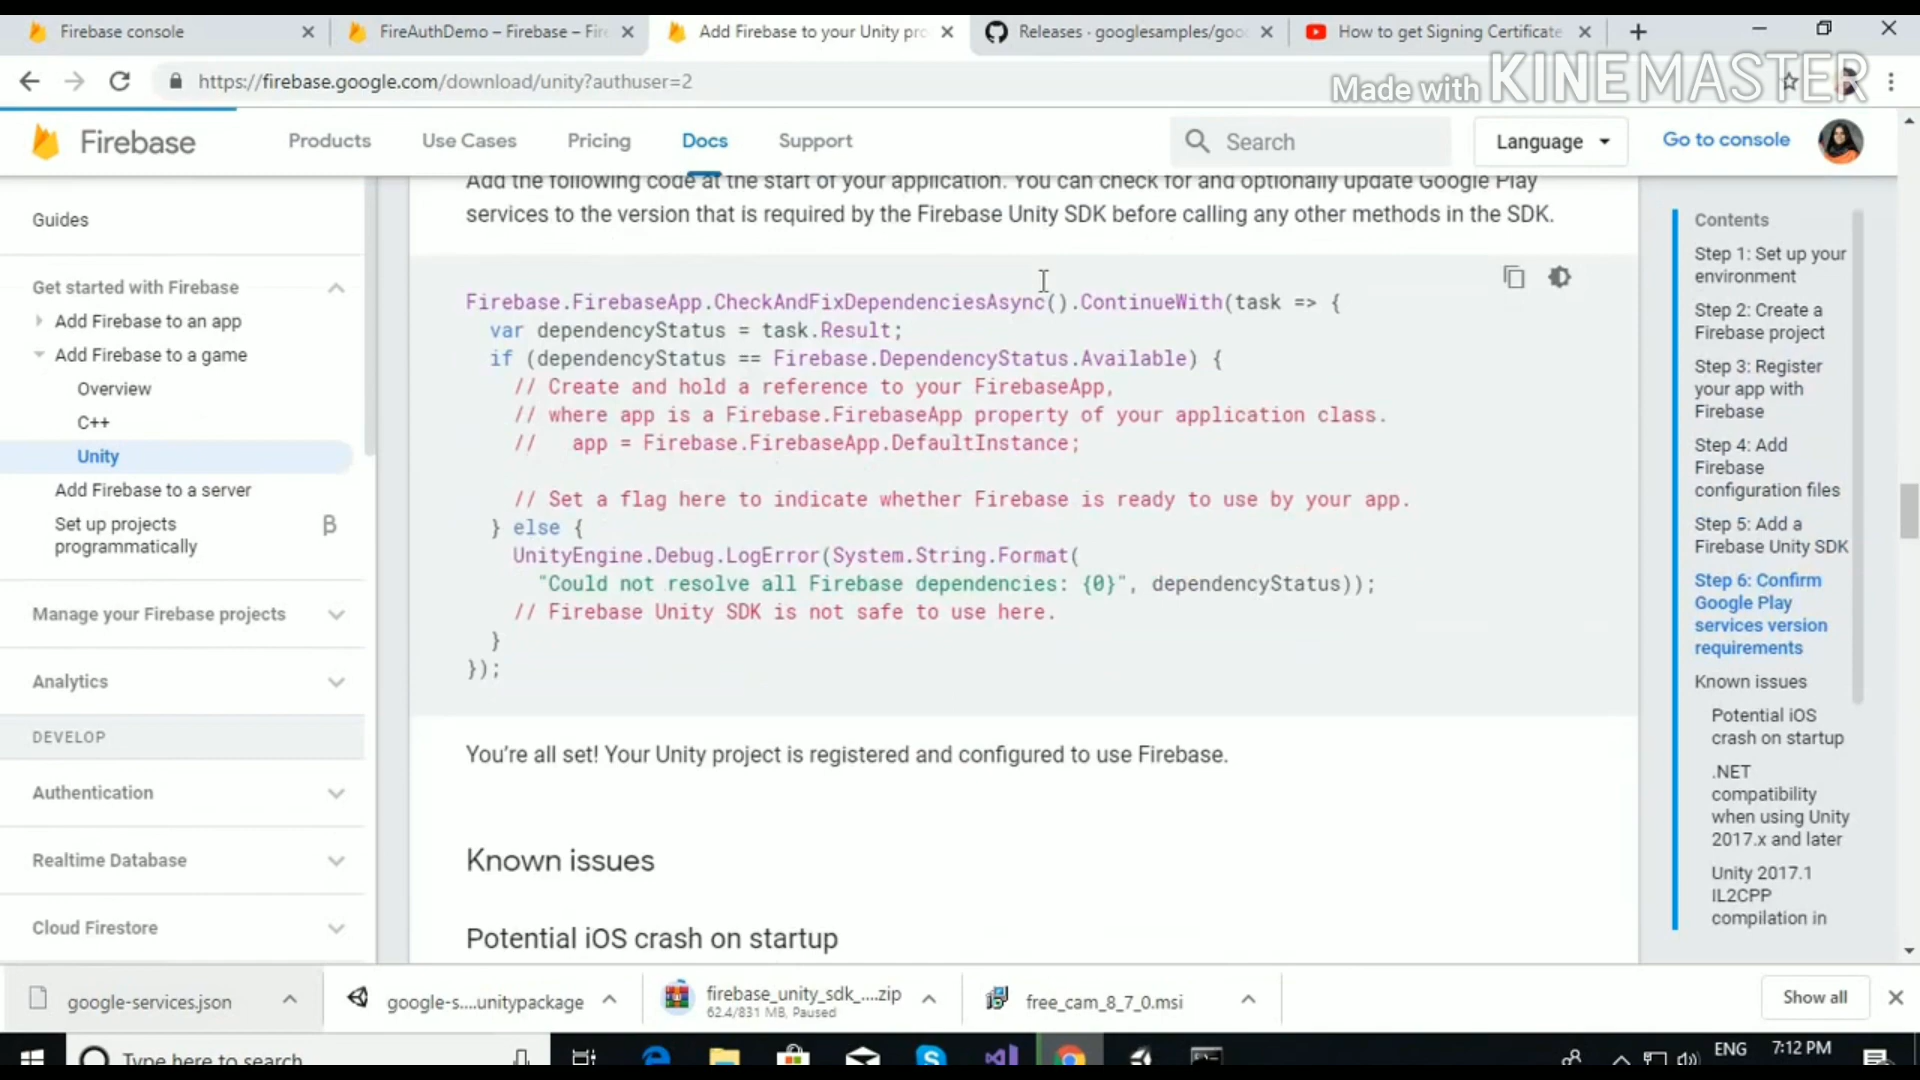 Firebase console
FireAuthDemo – Firebase – Fire
Add Firebase to your Unity pro
Releases · googlesamples/goo
How to get Signing Certificate
https://firebase.google.com/download/unity?authuser=2
Made with KINEMASTER
Firebase
Products
Use Cases
Pricing
Docs
Support
Search
Language
Go to console
Guides
Get started with Firebase
Add Firebase to an app
Add Firebase to a game
Overview
C++
Unity
Add Firebase to a server
Set up projects
programmatically
β
Manage your Firebase projects
Analytics
DEVELOP
Authentication
Realtime Database
Cloud Firestore
Add the following code at the start of your application. You can check for and optionally update Google Play
services to the version that is required by the Firebase Unity SDK before calling any other methods in the SDK.
Firebase.FirebaseApp.CheckAndFixDependenciesAsync().ContinueWith(task => {
var dependencyStatus = task.Result;
if (dependencyStatus == Firebase.DependencyStatus.Available) {
// Create and hold a reference to your FirebaseApp,
// where app is a Firebase.FirebaseApp property of your application class.
// app = Firebase.FirebaseApp.DefaultInstance;
// Set a flag here to indicate whether Firebase is ready to use by your app.
} else {
UnityEngine.Debug.LogError(System.String.Format(
"Could not resolve all Firebase dependencies: {0}", dependencyStatus));
// Firebase Unity SDK is not safe to use here.
}
});
You're all set! Your Unity project is registered and configured to use Firebase.
Known issues
Potential iOS crash on startup
Contents
Step 1: Set up your
environment
Step 2: Create a
Firebase project
Step 3: Register
your app with
Firebase
Step 4: Add
Firebase
configuration files
Step 5: Add a
Firebase Unity SDK
Step 6: Confirm
Google Play
services version
requirements
Known issues
Potential iOS
crash on startup
.NET
compatibility
when using Unity
2017.x and later
Unity 2017.1
IL2CPP
compilation in
google-services.json
google-s....unitypackage
firebase_unity_sdk_....zip
62.4/831 MB, Paused
free_cam_8_7_0.msi
Show all
Type here to search
ENG
7:12 PM